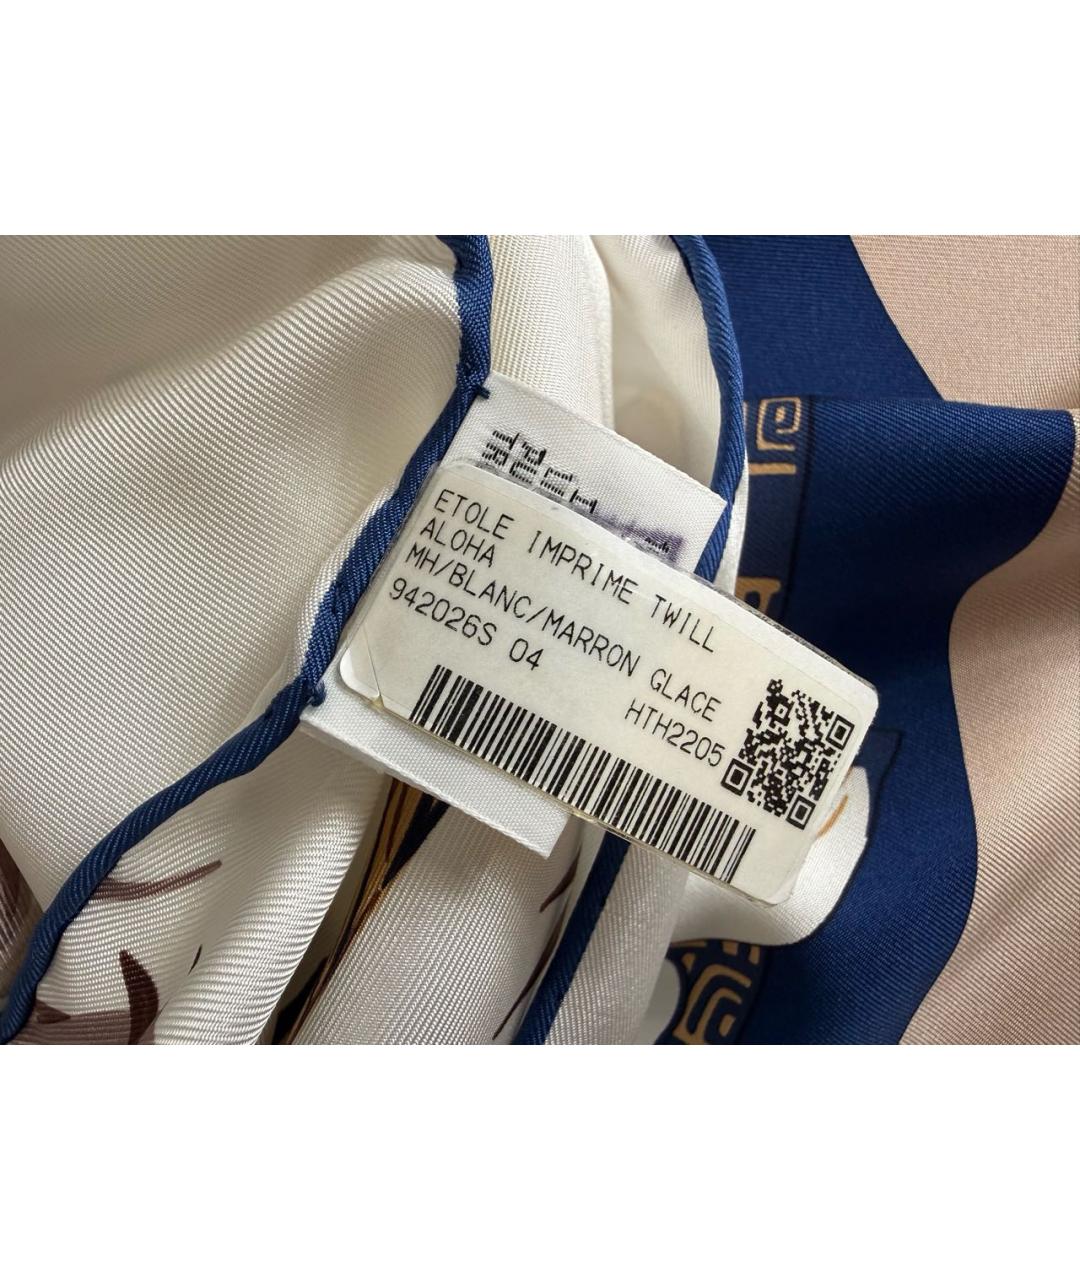 ETOLE IMPRIME TWILL
ALOHA
MH/BLANC/MARRON GLACE
942026S 04
HTH2205